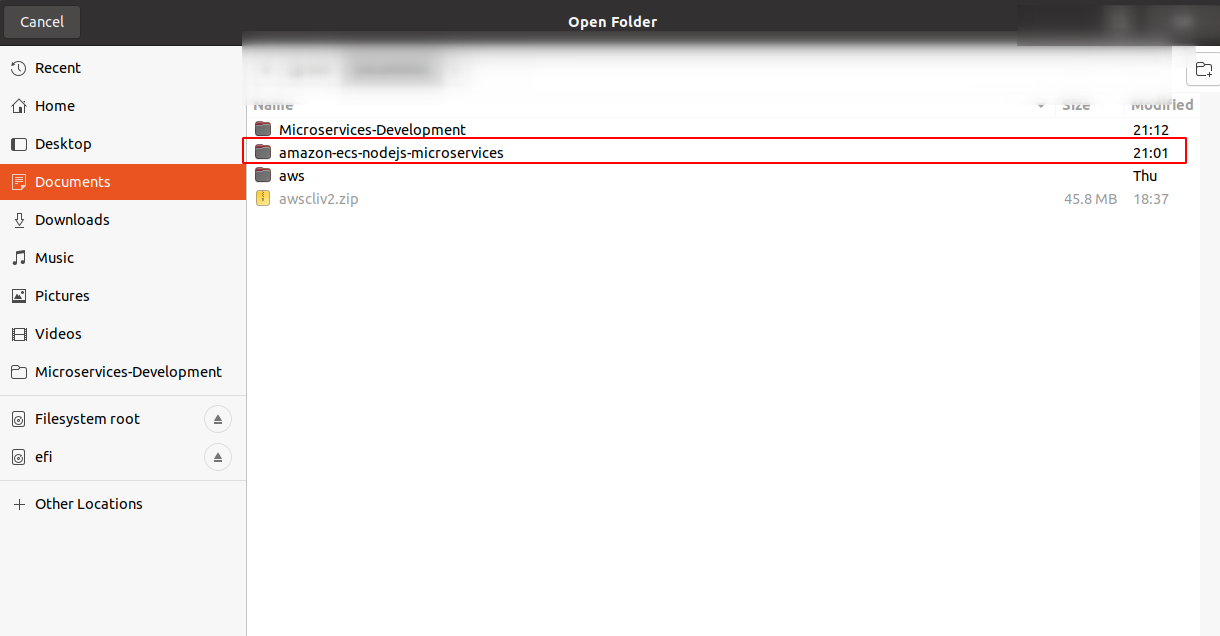 Cancel
Open Folder
Recent
Home
Desktop
Documents
Downloads
Music
Pictures
Videos
Microservices-Development
Filesystem root
efi
Other Locations
Name Size Modified
Microservices-Development 21:12
amazon-ecs-nodejs-microservices 21:01
aws Thu
awscliv2.zip 45.8 MB 18:37